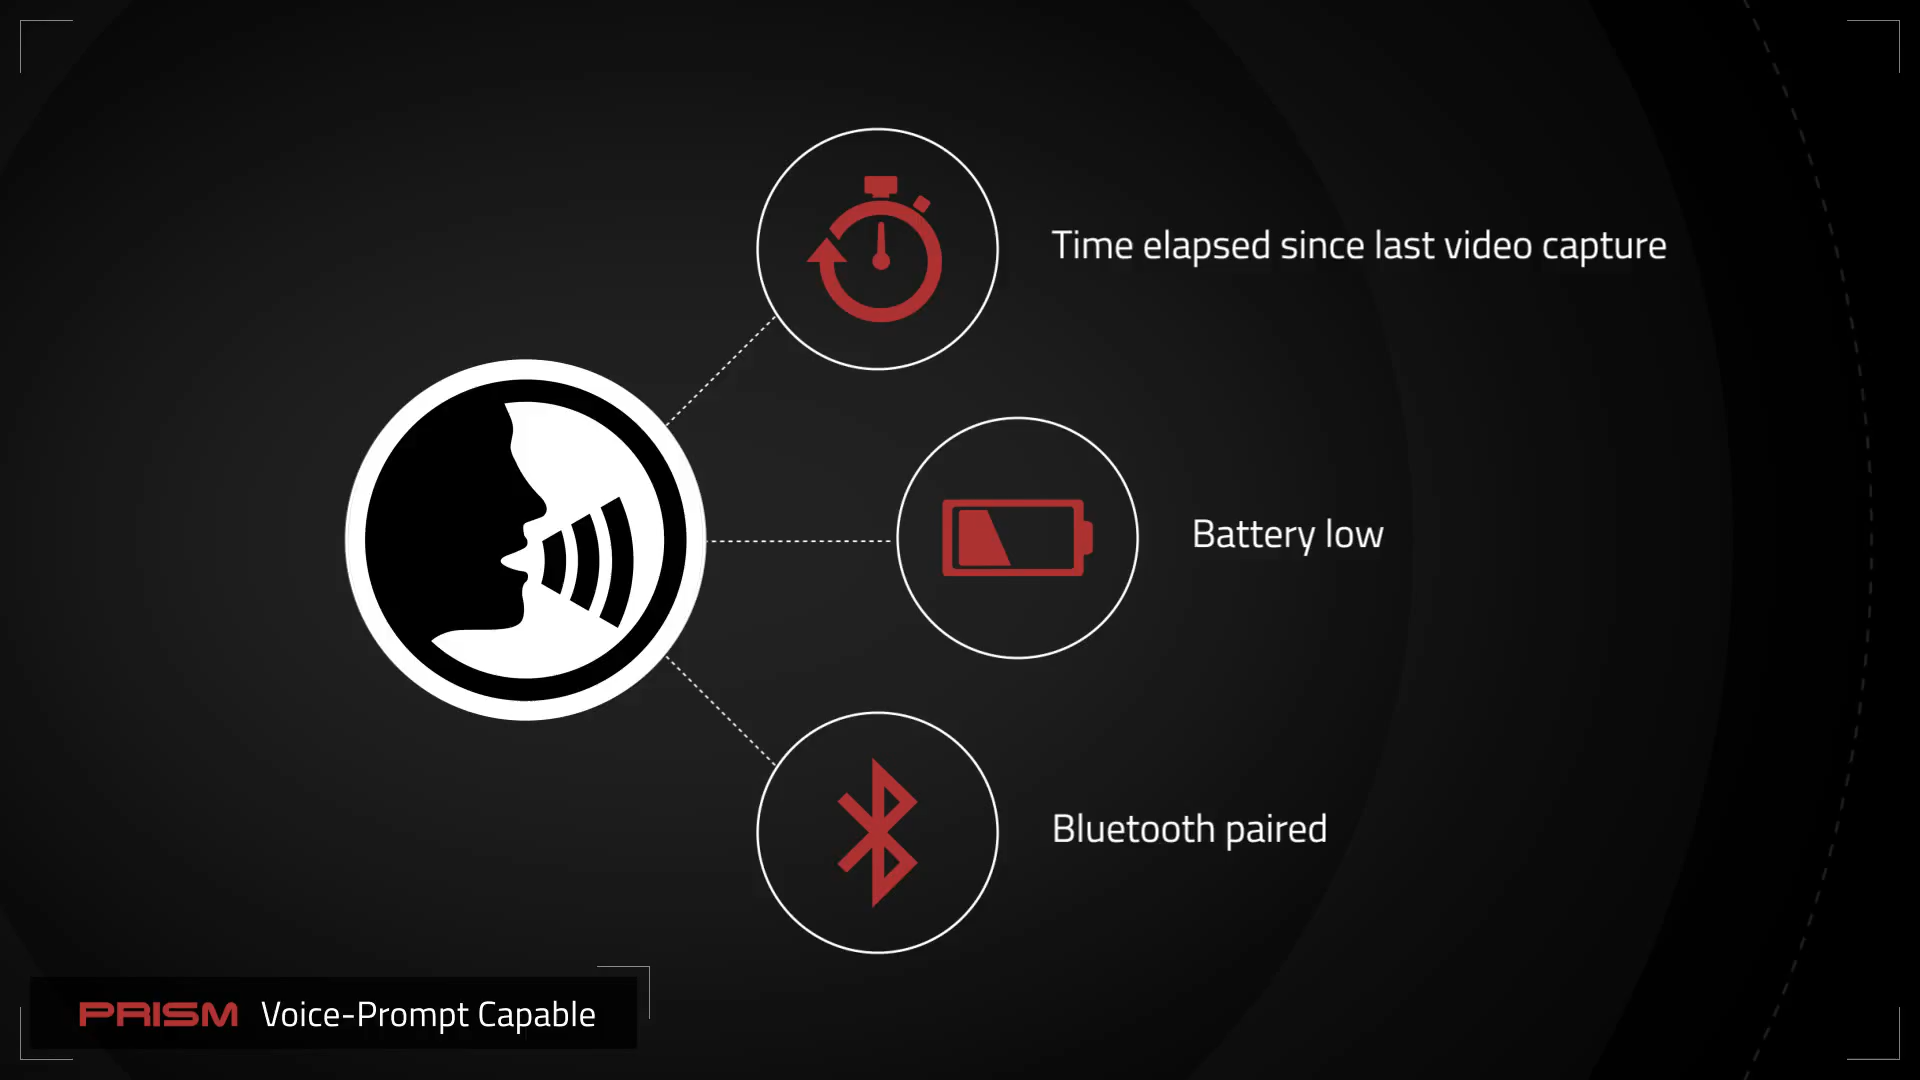 Time elapsed since last video capture
Battery low
Bluetooth paired
PRISM Voice-Prompt Capable